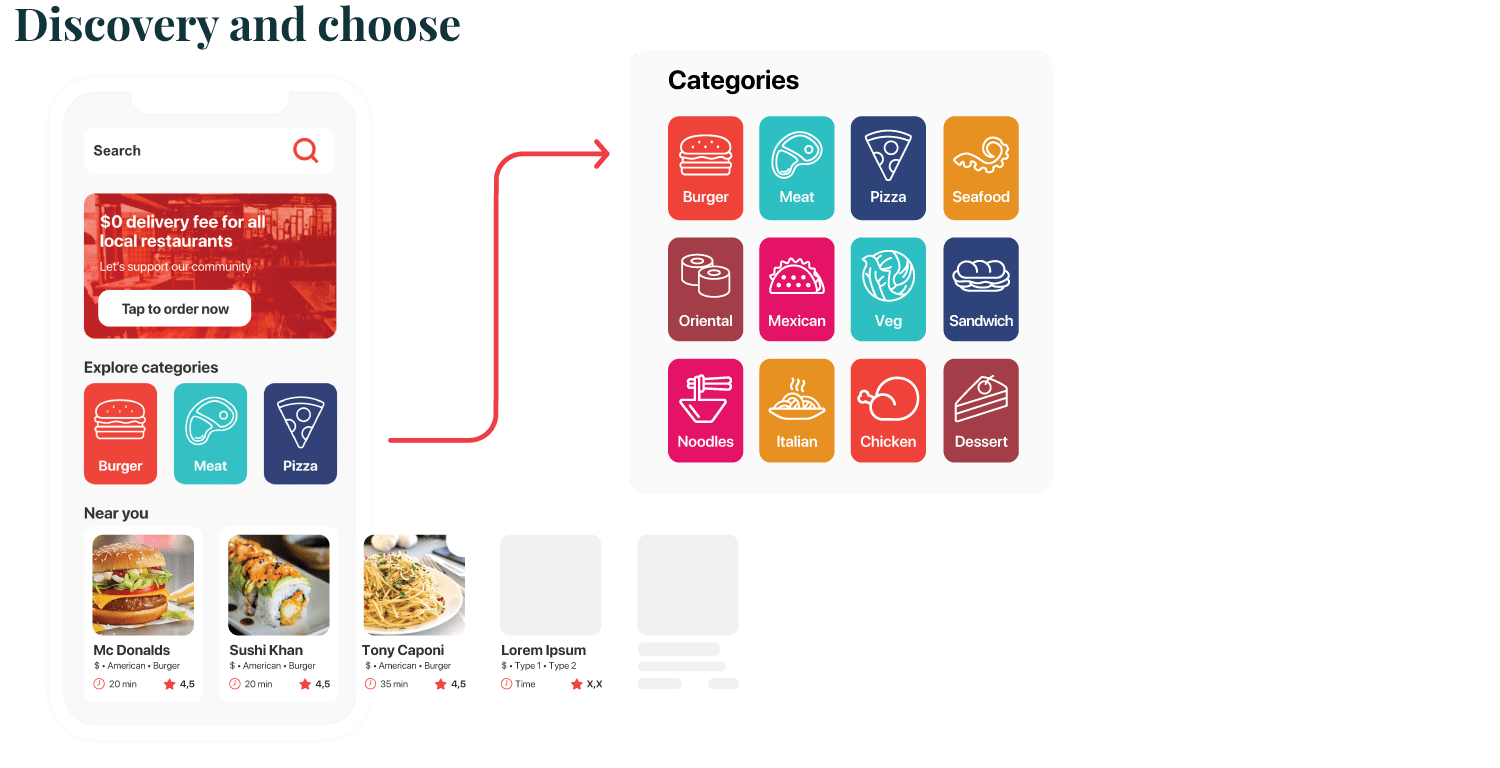 Discovery and choose
Search
$0 delivery fee for all
local restaurants
Let's support our community
Tap to order now
Explore categories
Burger
Meat
Pizza
Near you
Mc Donalds
$ • American • Burger
20 min
4,5
Sushi Khan
$ • American • Burger
20 min
4,5
Tony Caponi
$ • American • Burger
35 min
4,5
Lorem Ipsum
$ • Type 1 • Type 2
Time
X,X
Categories
Burger
Meat
Pizza
Seafood
Oriental
Mexican
Veg
Sandwich
Noodles
Italian
Chicken
Dessert